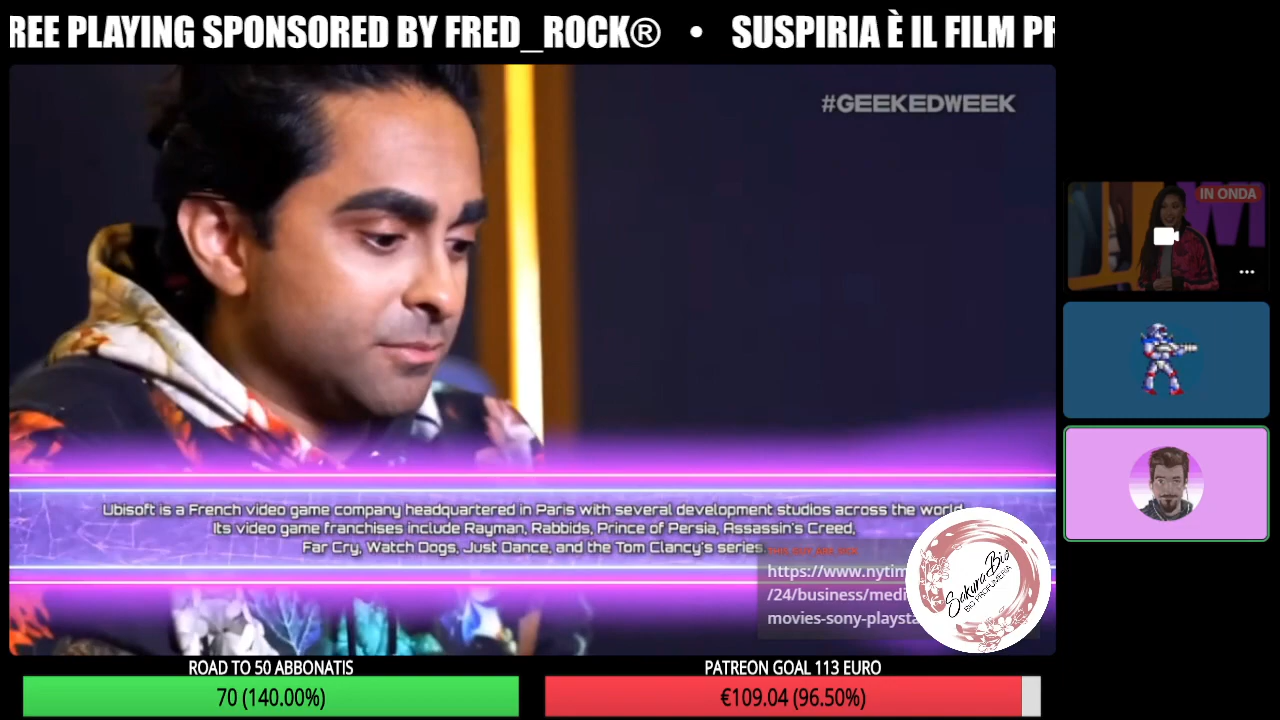 REE PLAYING SPONSORED BY FRED_ROCK® • SUSPIRIA È IL FILM PR
#GEEKEDWEEK
IN ONDA
Ubisoft is a French video game company headquartered in Paris with several development studios across the world.
Its video game franchises include Rayman, Rabbids, Prince of Persia, Assassin's Creed,
Far Cry, Watch Dogs, Just Dance, and the Tom Clancy's series.
https://www.nytim
/24/business/medi
movies-sony-playsta
Sakura Bio
ROAD TO 50 ABBONATIS
PATREON GOAL 113 EURO
70 (140.00%)
€109.04 (96.50%)